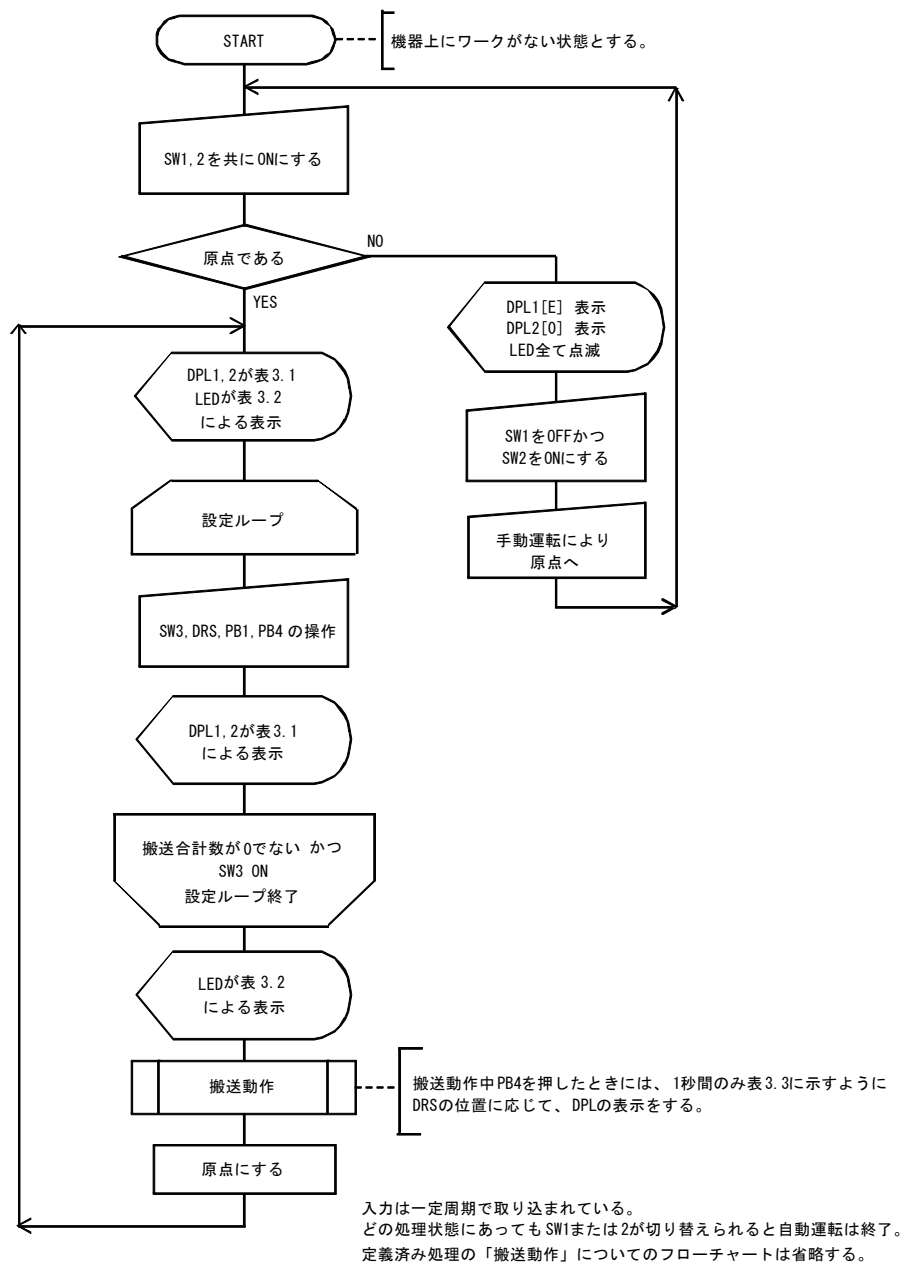 START
機器上にワークがない状態とする。
SW1,2を共にONにする
原点である
NO
YES
DPL1[E] 表示
DPL2[0] 表示
LED全て点滅
SW1をOFFかつ
SW2をONにする
手動運転により
原点へ
DPL1,2が表3.1
LEDが表3.2
による表示
設定ループ
SW3,DRS,PB1,PB4の操作
DPL1,2が表3.1
による表示
搬送合計数が0でない かつ
SW3 ON
設定ループ終了
LEDが表3.2
による表示
搬送動作
搬送動作中PB4を押したときには、1秒間のみ表3.3に示すように
DRSの位置に応じて、DPLの表示をする。
原点にする
入力は一定周期で取り込まれている。
どの処理状態にあってもSW1または2が切り替えられると自動運転は終了。
定義済み処理の「搬送動作」についてのフローチャートは省略する。